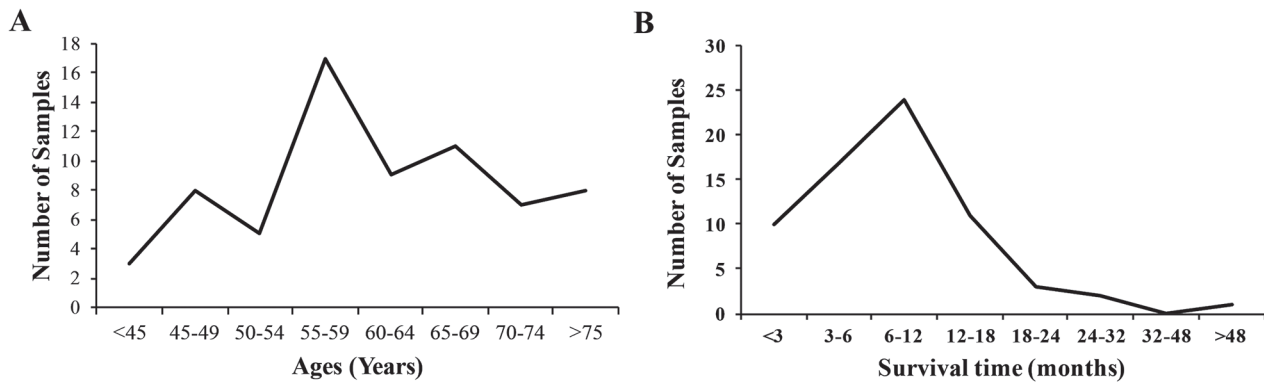 A
Number of Samples
18
16
14
12
10
8
6
4
2
0
<45 45-49 50-54 55-59 60-64 65-69 70-74 >75
Ages (Years)
B
Number of Samples
30
25
20
15
10
5
0
<3 3-6 6-12 12-18 18-24 24-32 32-48 >48
Survival time (months)